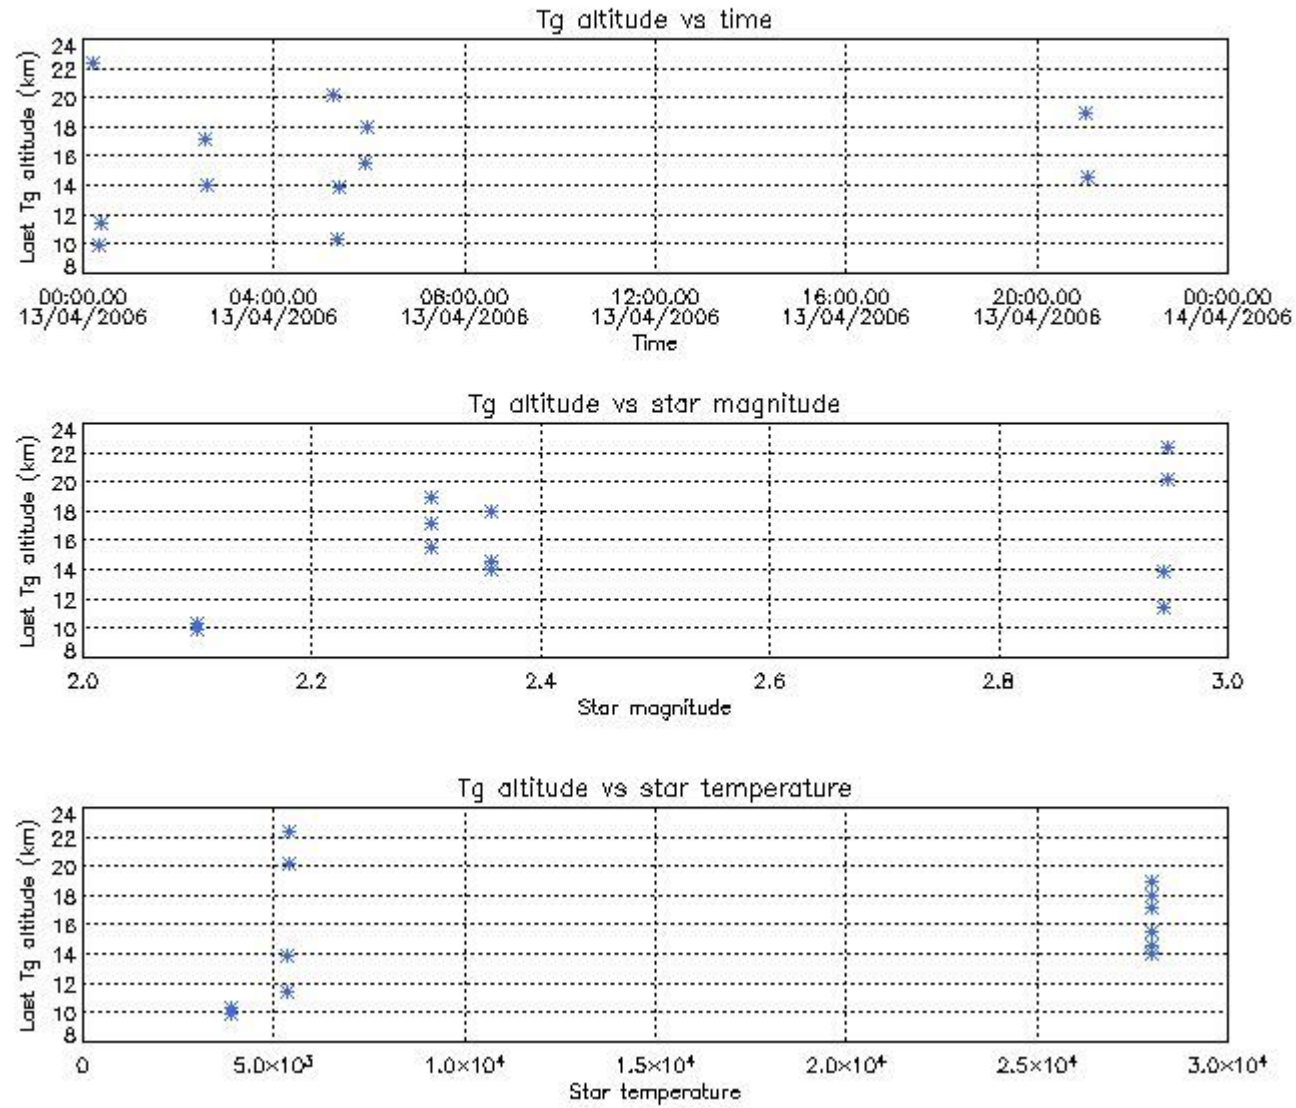 Tg altitude vs time
Last Tg altitude (km)
24
22
20
18
16
14
12
10
8
00:00.00 04:00.00 08:00.00 12:00.00 16:00.00 20:00.00 00:00.00
13/04/2006 13/04/2006 13/04/2006 13/04/2006 13/04/2006 13/04/2006 14/04/2006
Time
Tg altitude vs star magnitude
Last Tg altitude (km)
24
22
20
18
16
14
12
10
8
2.0 2.2 2.4 2.6 2.8 3.0
Star magnitude
Tg altitude vs star temperature
Last Tg altitude (km)
24
22
20
18
16
14
12
10
8
0 5.0×10³ 1.0×10⁴ 1.5×10⁴ 2.0×10⁴ 2.5×10⁴ 3.0×10⁴
Star temperature